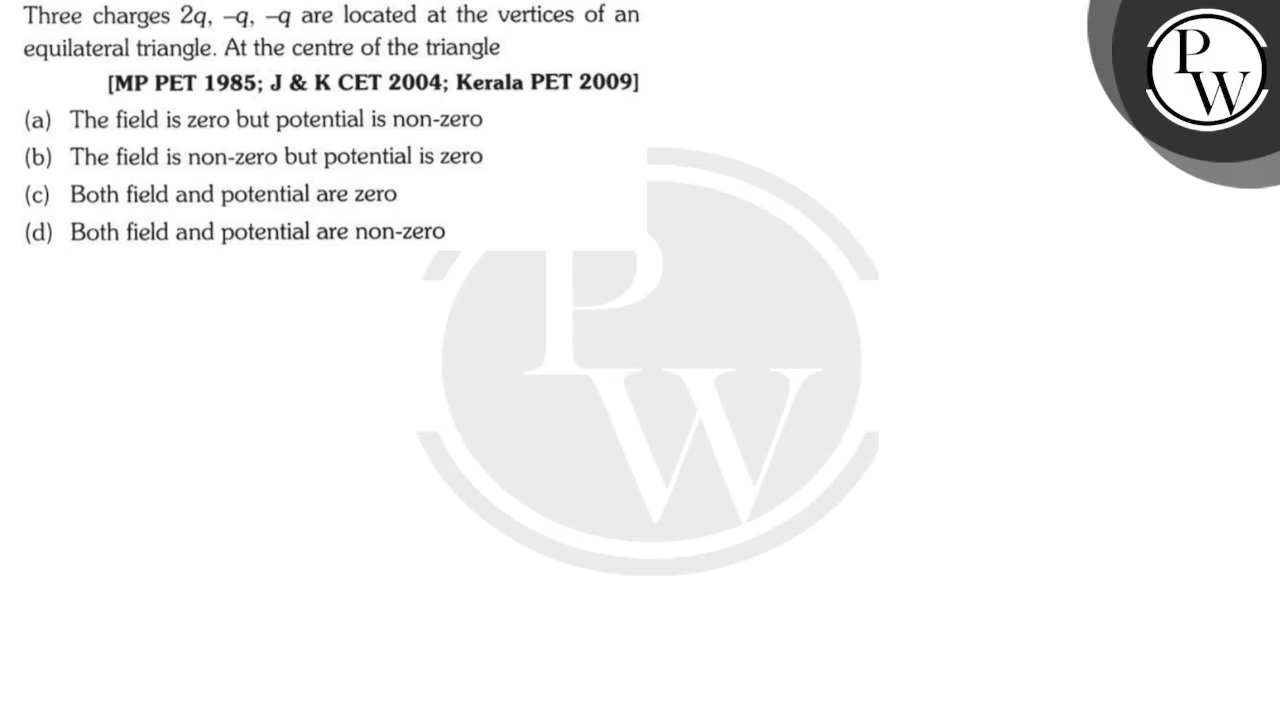 Three charges 2q, –q, –q are located at the vertices of an
equilateral triangle. At the centre of the triangle
[MP PET 1985; J & K CET 2004; Kerala PET 2009]
(a) The field is zero but potential is non-zero
(b) The field is non-zero but potential is zero
(c) Both field and potential are zero
(d) Both field and potential are non-zero
PW
PW